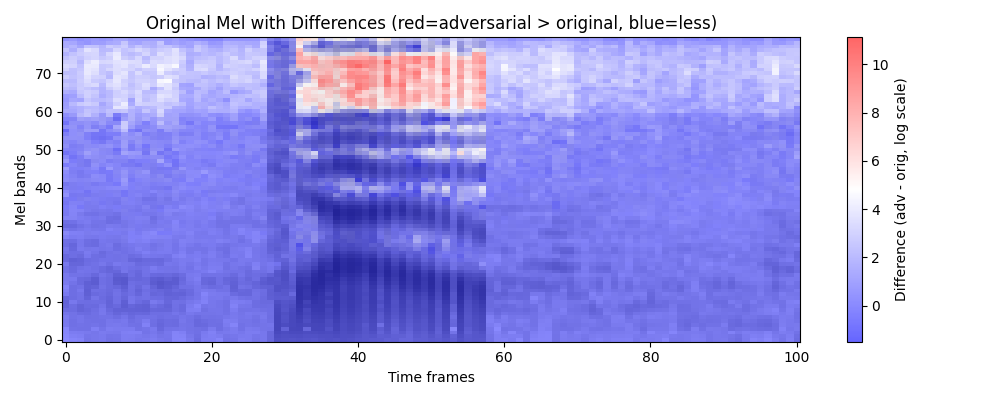 Original Mel with Differences (red=adversarial > original, blue=less)
Mel bands
70
60
50
40
30
20
10
0
0 20 40 60 80 100
Time frames
10
8
6
4
2
0
Difference (adv - orig, log scale)